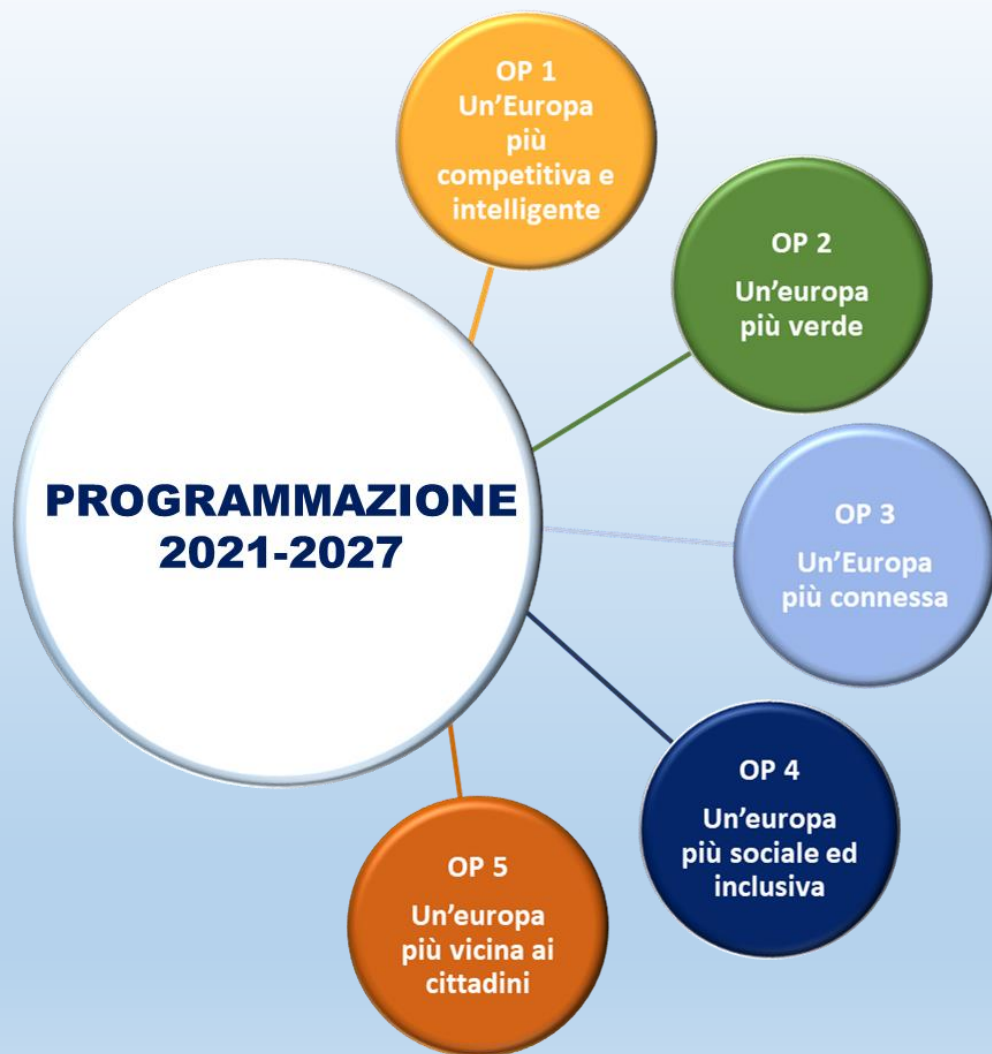 OP 1
Un’Europa
più
competitiva e
intelligente
OP 2
Un’europa
più verde
PROGRAMMAZIONE
2021-2027
OP 3
Un’Europa
più connessa
OP 4
Un’europa
più sociale ed
inclusiva
OP 5
Un’europa
più vicina ai
cittadini